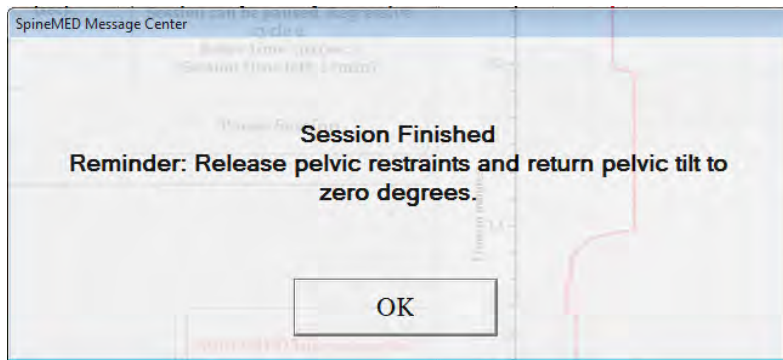 SpineMED Message Center
Session Finished
Reminder: Release pelvic restraints and return pelvic tilt to
zero degrees.
OK